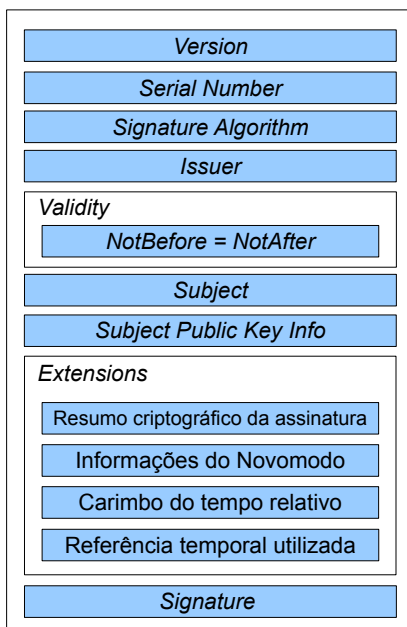 Version
Serial Number
Signature Algorithm
Issuer
Validity
NotBefore = NotAfter
Subject
Subject Public Key Info
Extensions
Resumo criptográfico da assinatura
Informações do Novomodo
Carimbo do tempo relativo
Referência temporal utilizada
Signature